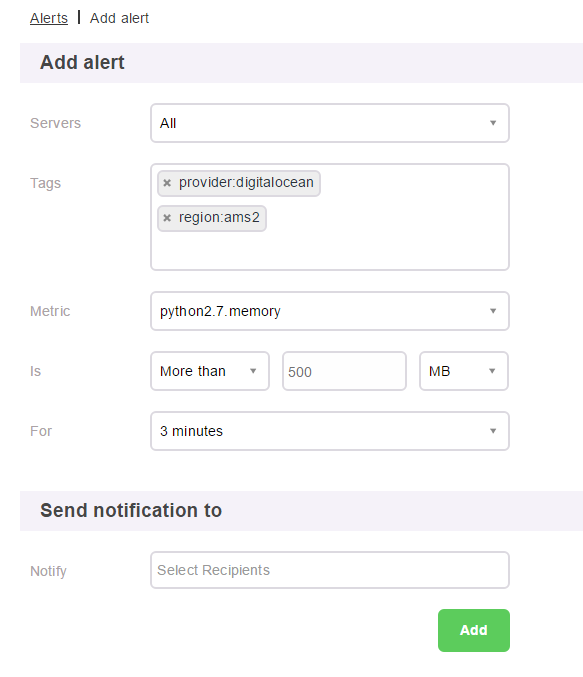 Alerts | Add alert
Add alert
Servers All
Tags × provider:digitalocean
× region:ams2
Metric python2.7.memory
Is More than 500 MB
For 3 minutes
Send notification to
Notify Select Recipients
Add